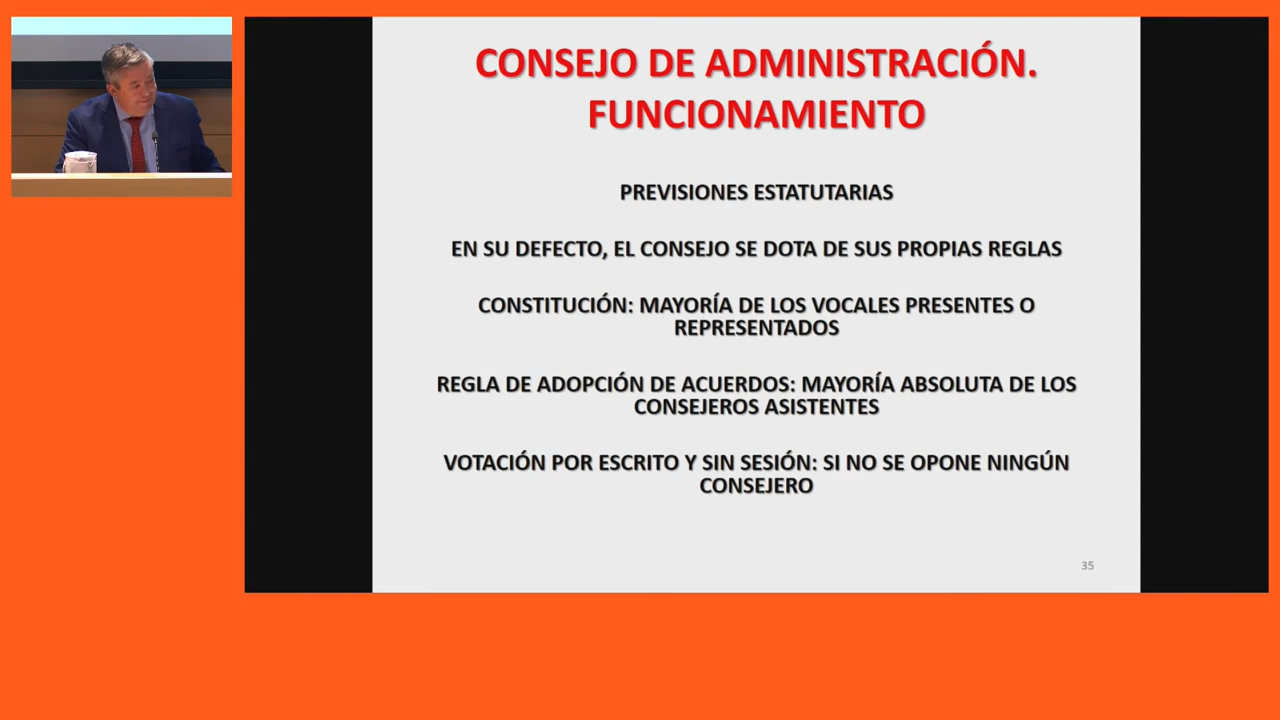 CONSEJO DE ADMINISTRACIÓN.
FUNCIONAMIENTO
PREVISIONES ESTATUTARIAS
EN SU DEFECTO, EL CONSEJO SE DOTA DE SUS PROPIAS REGLAS
CONSTITUCIÓN: MAYORÍA DE LOS VOCALES PRESENTES O
REPRESENTADOS
REGLA DE ADOPCIÓN DE ACUERDOS: MAYORÍA ABSOLUTA DE LOS
CONSEJEROS ASISTENTES
VOTACIÓN POR ESCRITO Y SIN SESIÓN: SI NO SE OPONE NINGÚN
CONSEJERO
35